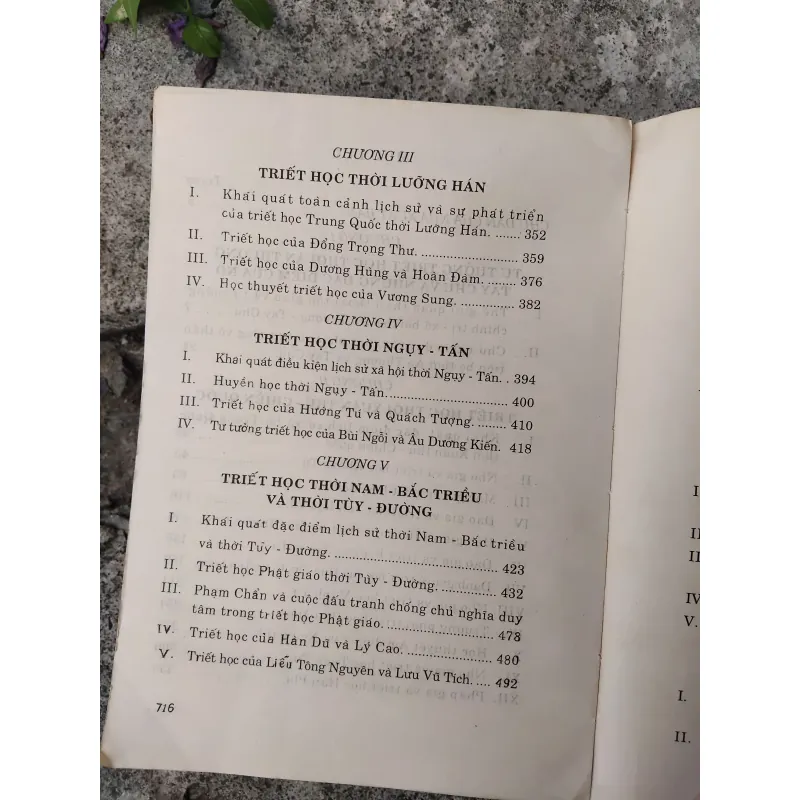 CHƯƠNG III
TRIẾT HỌC THỜI LƯỠNG HÁN
I. Khái quát toàn cảnh lịch sử và sự phát triển
của triết học Trung Quốc thời Lưỡng Hán. ....... 352
II. Triết học của Đổng Trọng Thư. ....................... 359
III. Triết học của Dương Hùng và Hoàn Đàm. ........ 376
IV. Học thuyết triết học của Vương Sung. .............. 382
CHƯƠNG IV
TRIẾT HỌC THỜI NGỤY - TẤN
I. Khái quát điều kiện lịch sử xã hội thời Ngụy - Tấn. . 394
II. Huyền học thời Ngụy - Tấn. ............................... 400
III. Triết học của Hướng Tú và Quách Tượng. .......... 410
IV. Tư tưởng triết học của Bùi Ngỗi và Âu Dương Kiến. 418
CHƯƠNG V
TRIẾT HỌC THỜI NAM - BẮC TRIỀU
VÀ THỜI TÙY - ĐƯỜNG
I. Khái quát đặc điểm lịch sử thời Nam - Bắc triều
và thời Tùy - Đường. ........................................ 423
II. Triết học Phật giáo thời Tùy - Đường. ................ 432
III. Phạm Chẩn và cuộc đấu tranh chống chủ nghĩa duy
tâm trong triết học Phật giáo. ............................ 478
IV. Triết học của Hàn Dũ và Lý Cao. ...................... 480
V. Triết học của Liễu Tông Nguyên và Lưu Vũ Tích. .... 492
716
I.
II.
II
IV
V.
I.
II.